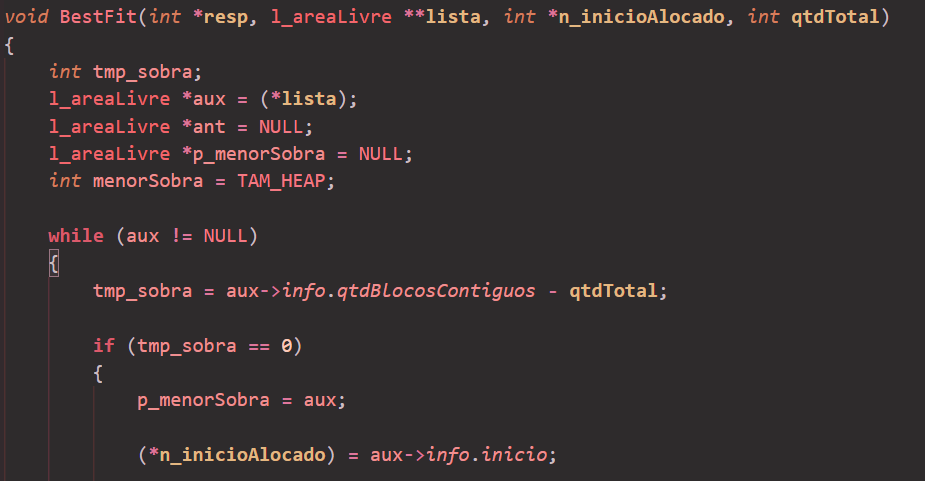 void BestFit(int *resp, l_areaLivre **lista, int *n_inicioAlocado, int qtdTotal)
{
    int tmp_sobra;
    l_areaLivre *aux = (*lista);
    l_areaLivre *ant = NULL;
    l_areaLivre *p_menorSobra = NULL;
    int menorSobra = TAM_HEAP;

    while (aux != NULL)
    {
        tmp_sobra = aux->info.qtdBlocosContiguos - qtdTotal;

        if (tmp_sobra == 0)
        {
            p_menorSobra = aux;

            (*n_inicioAlocado) = aux->info.inicio;